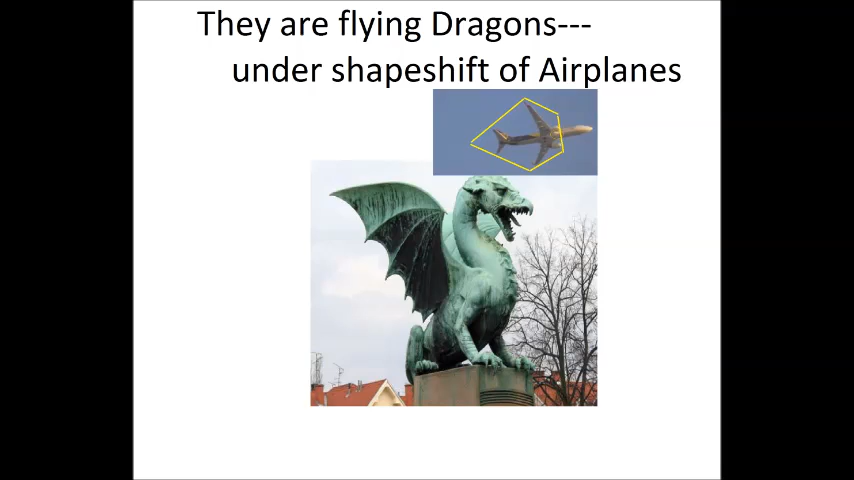 They are flying Dragons---
under shapeshift of Airplanes